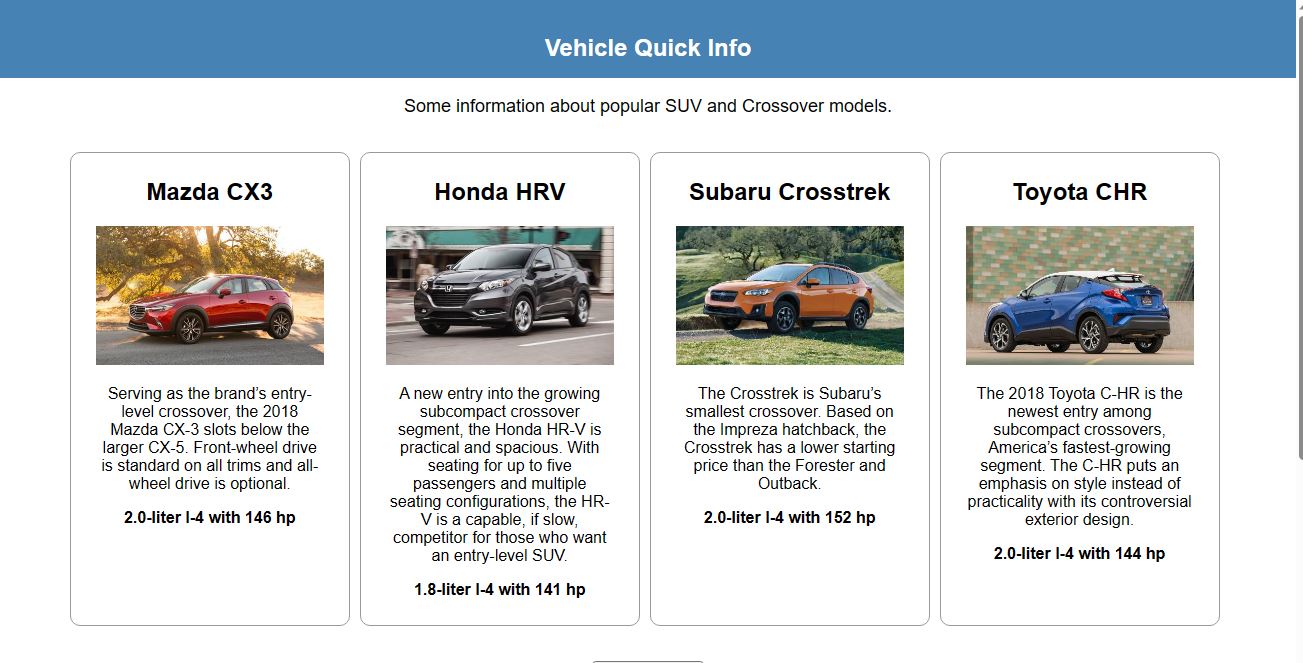 Vehicle Quick Info
Some information about popular SUV and Crossover models.
Mazda CX3
Serving as the brand’s entry-
level crossover, the 2018
Mazda CX-3 slots below the
larger CX-5. Front-wheel drive
is standard on all trims and all-
wheel drive is optional.
2.0-liter I-4 with 146 hp
Honda HRV
A new entry into the growing
subcompact crossover
segment, the Honda HR-V is
practical and spacious. With
seating for up to five
passengers and multiple
seating configurations, the HR-
V is a capable, if slow,
competitor for those who want
an entry-level SUV.
1.8-liter I-4 with 141 hp
Subaru Crosstrek
The Crosstrek is Subaru’s
smallest crossover. Based on
the Impreza hatchback, the
Crosstrek has a lower starting
price than the Forester and
Outback.
2.0-liter I-4 with 152 hp
Toyota CHR
The 2018 Toyota C-HR is the
newest entry among
subcompact crossovers,
America’s fastest-growing
segment. The C-HR puts an
emphasis on style instead of
practicality with its controversial
exterior design.
2.0-liter I-4 with 144 hp